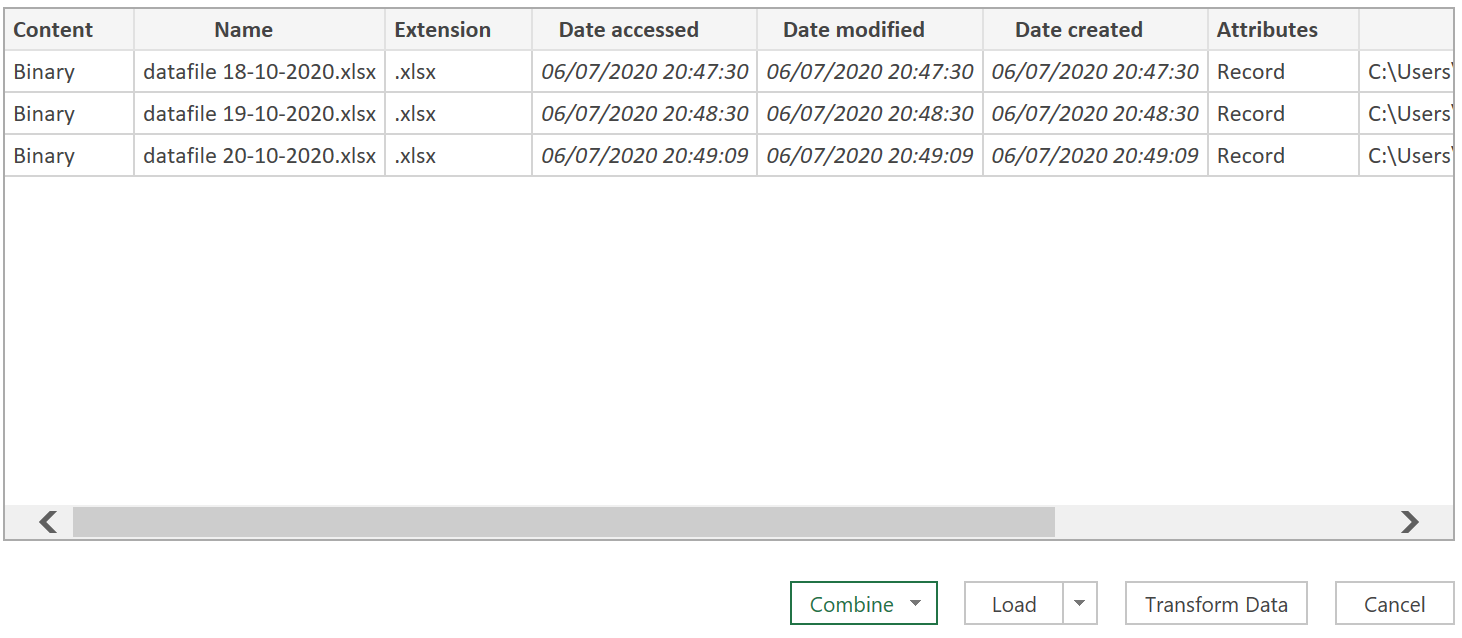 Content Name Extension Date accessed Date modified Date created Attributes
Binary datafile 18-10-2020.xlsx .xlsx 06/07/2020 20:47:30 06/07/2020 20:47:30 06/07/2020 20:47:30 Record C:\Users\
Binary datafile 19-10-2020.xlsx .xlsx 06/07/2020 20:48:30 06/07/2020 20:48:30 06/07/2020 20:48:30 Record C:\Users\
Binary datafile 20-10-2020.xlsx .xlsx 06/07/2020 20:49:09 06/07/2020 20:49:09 06/07/2020 20:49:09 Record C:\Users\
Combine Load Transform Data Cancel